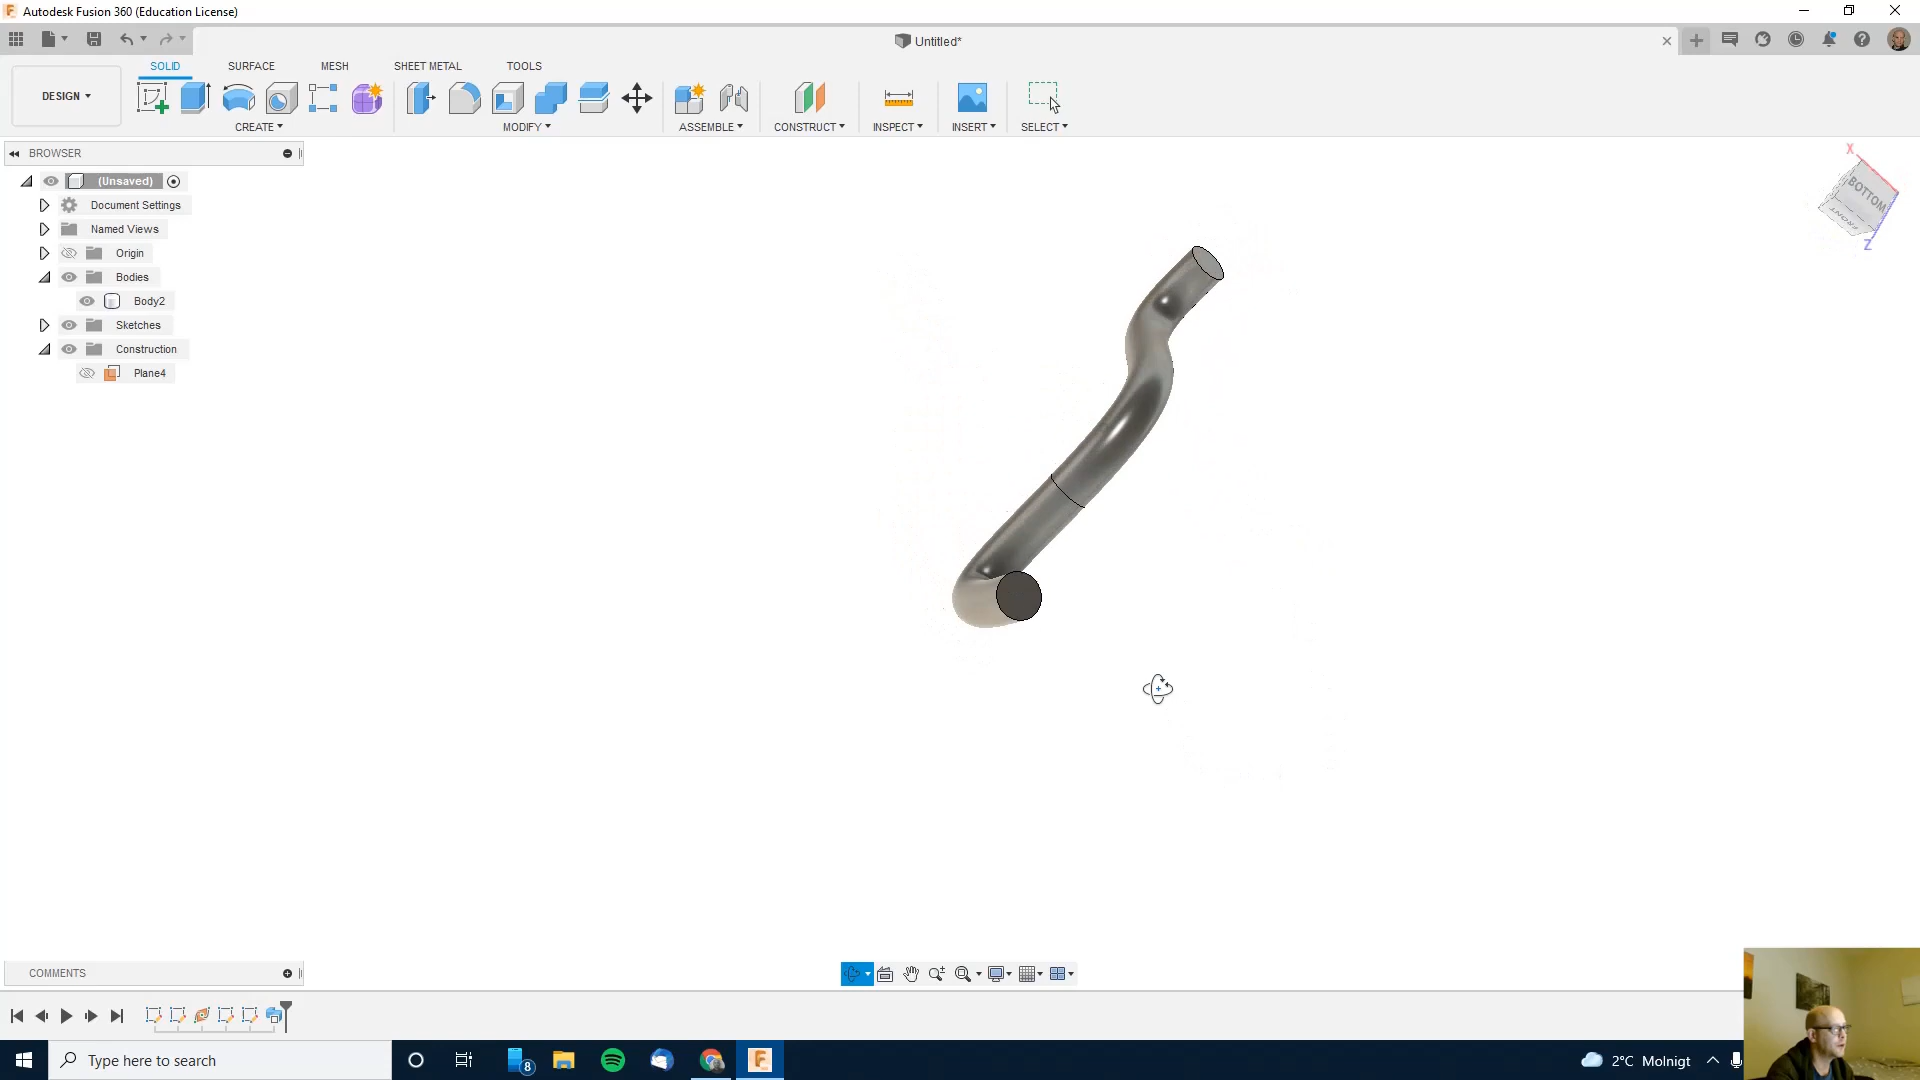 Autodesk Fusion 360 (Education License)
Untitled*
SOLID SURFACE MESH SHEET METAL TOOLS
DESIGN
CREATE MODIFY ASSEMBLE CONSTRUCT INSPECT INSERT SELECT
BROWSER
(Unsaved)
Document Settings
Named Views
Origin
Bodies
Body2
Sketches
Construction
Plane4
X
BOTTOM
FRONT
Z
COMMENTS
Type here to search
8
2°C Molnigt